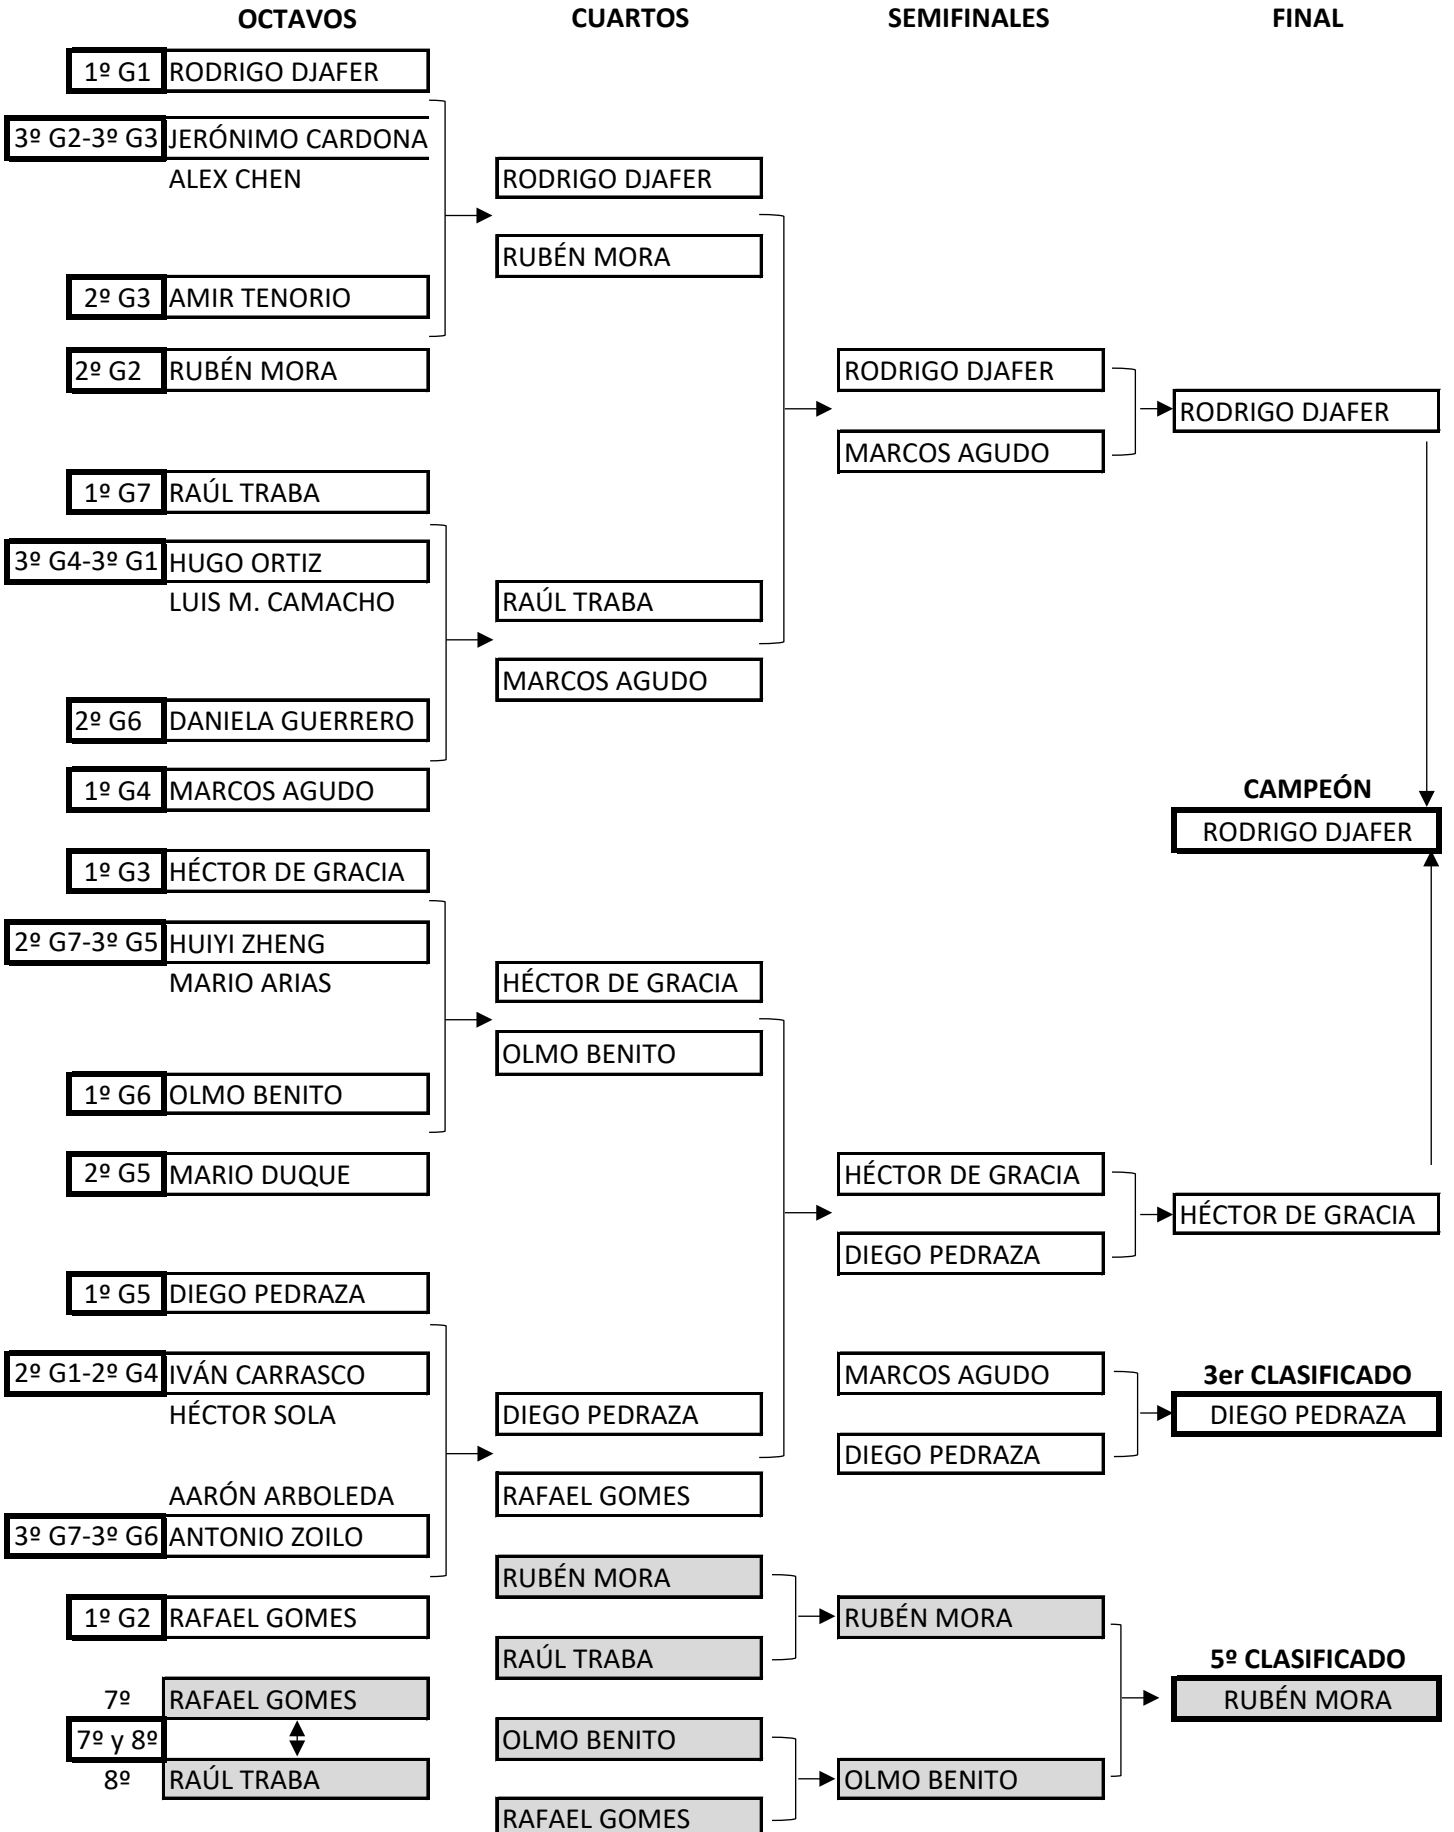 OCTAVOS CUARTOS SEMIFINALES FINAL
1º G1 RODRIGO DJAFER
3º G2-3º G3 JERÓNIMO CARDONA
ALEX CHEN RODRIGO DJAFER
RUBÉN MORA
2º G3 AMIR TENORIO
2º G2 RUBÉN MORA RODRIGO DJAFER
RODRIGO DJAFER
MARCOS AGUDO
1º G7 RAÚL TRABA
3º G4-3º G1 HUGO ORTIZ
LUIS M. CAMACHO RAÚL TRABA
MARCOS AGUDO
2º G6 DANIELA GUERRERO
1º G4 MARCOS AGUDO CAMPEÓN
RODRIGO DJAFER
1º G3 HÉCTOR DE GRACIA
2º G7-3º G5 HUIYI ZHENG
MARIO ARIAS HÉCTOR DE GRACIA
OLMO BENITO
1º G6 OLMO BENITO
2º G5 MARIO DUQUE HÉCTOR DE GRACIA
HÉCTOR DE GRACIA
DIEGO PEDRAZA
1º G5 DIEGO PEDRAZA
2º G1-2º G4 IVÁN CARRASCO MARCOS AGUDO 3er CLASIFICADO
HÉCTOR SOLA DIEGO PEDRAZA DIEGO PEDRAZA
DIEGO PEDRAZA
AARÓN ARBOLEDA RAFAEL GOMES
3º G7-3º G6 ANTONIO ZOILO
RUBÉN MORA
1º G2 RAFAEL GOMES RUBÉN MORA
RAÚL TRABA 5º CLASIFICADO
7º RAFAEL GOMES RUBÉN MORA
7º y 8º OLMO BENITO
8º RAÚL TRABA OLMO BENITO
RAFAEL GOMES